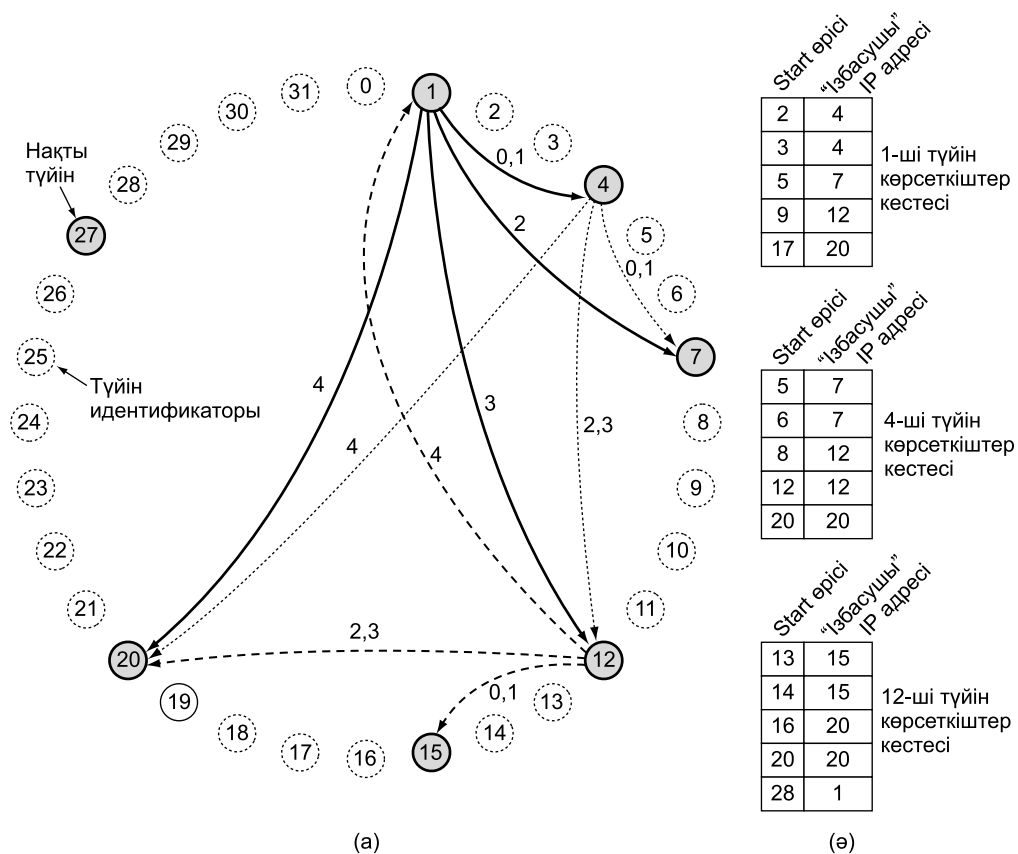 0
1
2
3
4
5
6
7
8
9
10
11
12
13
14
15
16
17
18
19
20
21
22
23
24
25
26
27
28
29
30
31
Нақты
түйін
Түйін
идентификаторы
0,1
2
0,1
4
3
4
4
2,3
2,3
0,1
(а)
Start өрісі
“Ізбасушы”
IP адресі
2 4
3 4
5 7
9 12
17 20
1-ші түйін
көрсеткіштер
кестесі
Start өрісі
“Ізбасушы”
IP адресі
5 7
6 7
8 12
12 12
20 20
4-ші түйін
көрсеткіштер
кестесі
Start өрісі
“Ізбасушы”
IP адресі
13 15
14 15
16 20
20 20
28 1
12-ші түйін
көрсеткіштер
кестесі
(ә)